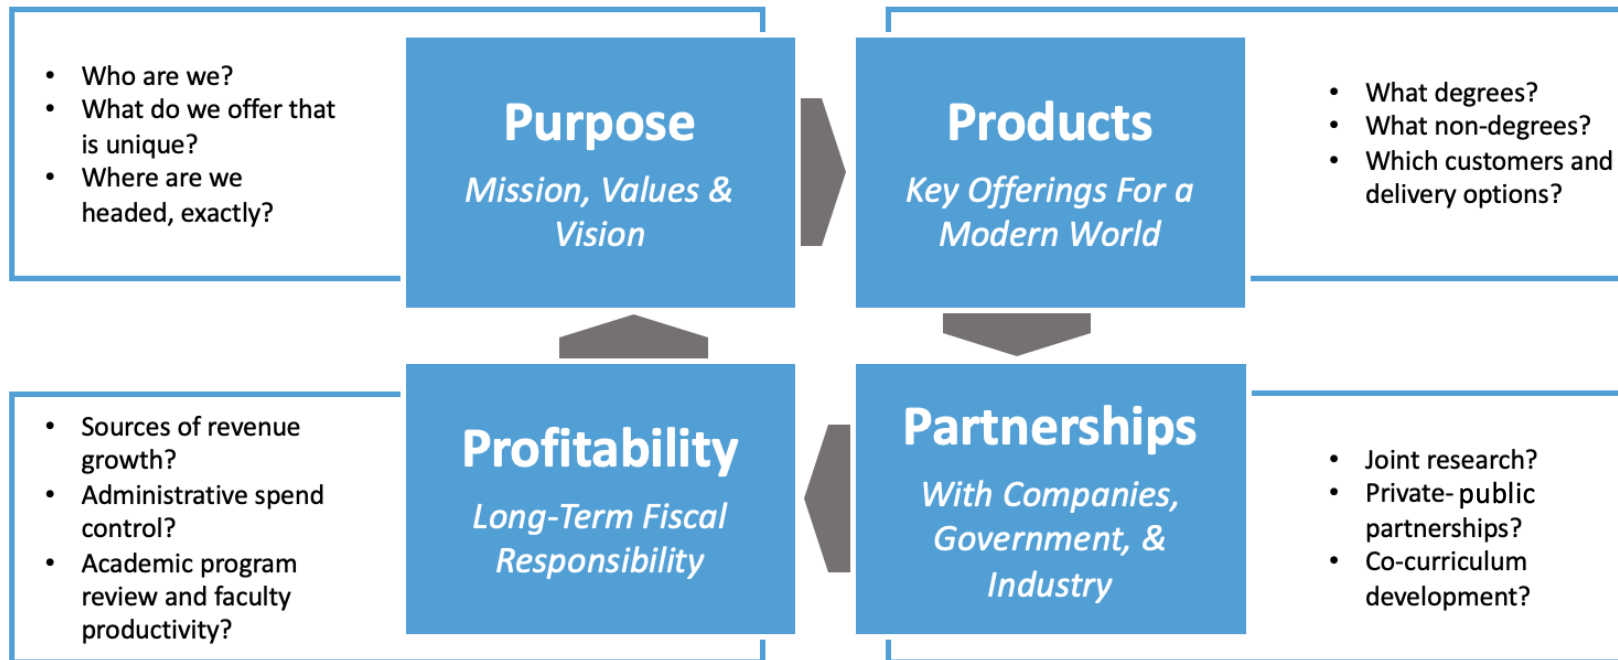 • Who are we?
• What do we offer that
is unique?
• Where are we
headed, exactly?
Purpose
Mission, Values &
Vision
Products
Key Offerings For a
Modern World
• What degrees?
• What non-degrees?
• Which customers and
delivery options?
• Sources of revenue
growth?
• Administrative spend
control?
• Academic program
review and faculty
productivity?
Profitability
Long-Term Fiscal
Responsibility
Partnerships
With Companies,
Government, &
Industry
• Joint research?
• Private- public
partnerships?
• Co-curriculum
development?